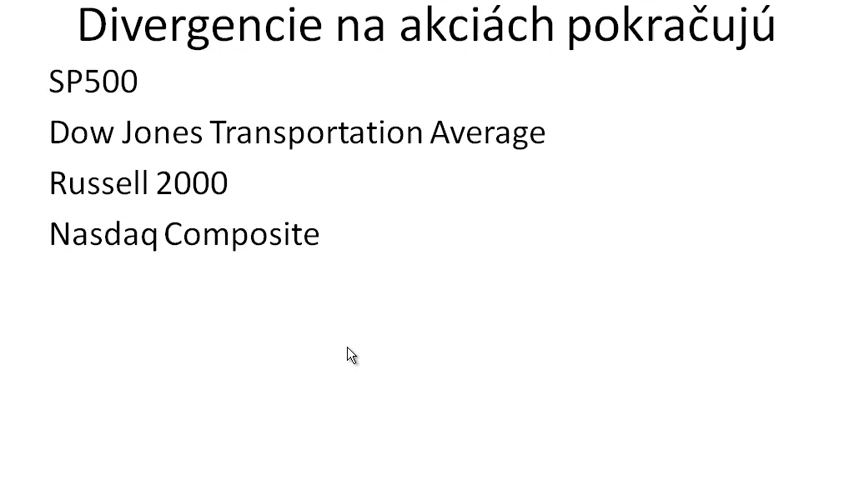 Divergencie na akciách pokračujú
SP500
Dow Jones Transportation Average
Russell 2000
Nasdaq Composite